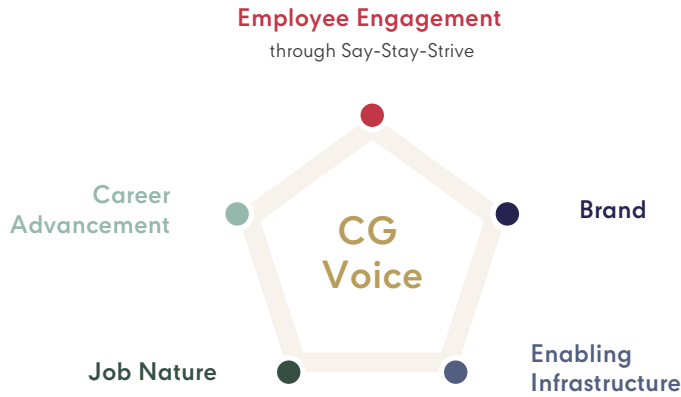 Employee Engagement
through Say-Stay-Strive
Career
Advancement
Brand
CG
Voice
Job Nature
Enabling
Infrastructure